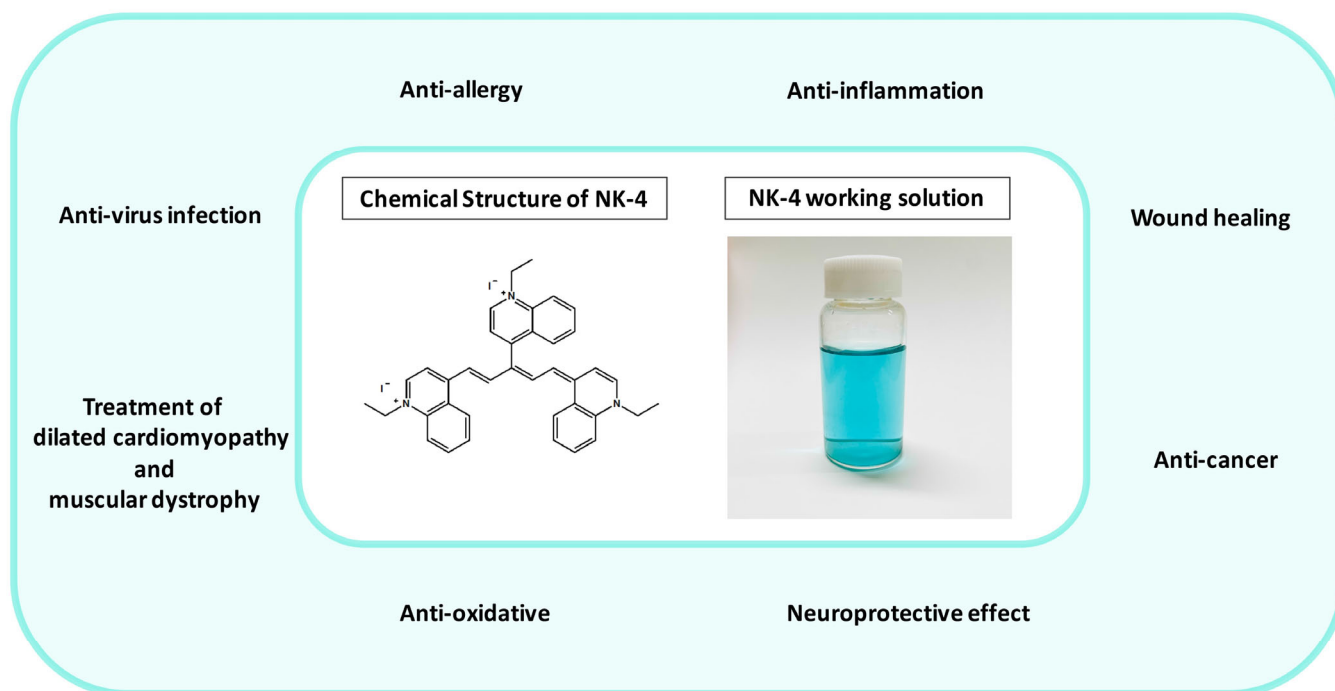 Anti-allergy
Anti-inflammation
Anti-virus infection
Chemical Structure of NK-4
NK-4 working solution
Wound healing
I⁻
+
N
I⁻
+
N
N
Treatment of
dilated cardiomyopathy
and
muscular dystrophy
Anti-cancer
Anti-oxidative
Neuroprotective effect